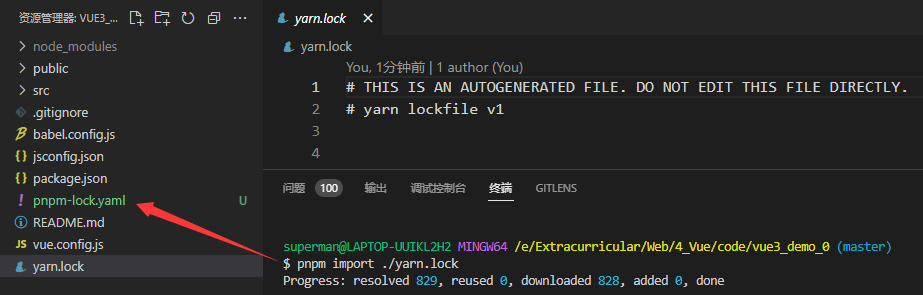 资源管理器: VUE3_...
node_modules
public
src
.gitignore
babel.config.js
jsconfig.json
package.json
pnpm-lock.yaml U
README.md
vue.config.js
yarn.lock
yarn.lock
yarn.lock
You, 1分钟前 | 1 author (You)
1 # THIS IS AN AUTOGENERATED FILE. DO NOT EDIT THIS FILE DIRECTLY.
2 # yarn lockfile v1
3
4
问题 100 输出 调试控制台 终端 GITLENS
superman@LAPTOP-UUIKL2H2 MINGW64 /e/Extracurricular/Web/4_Vue/code/vue3_demo_0 (master)
$ pnpm import ./yarn.lock
Progress: resolved 829, reused 0, downloaded 828, added 0, done